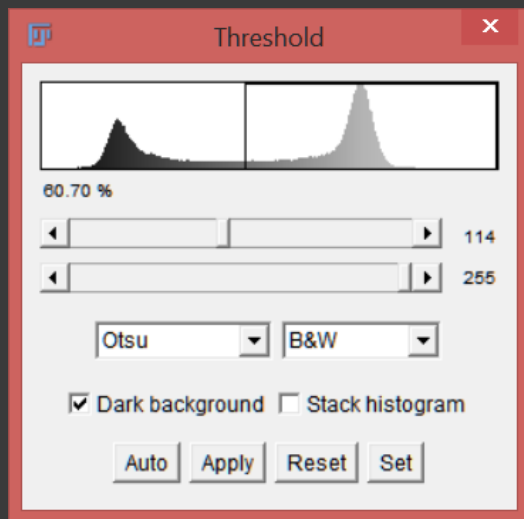 Threshold
60.70 %
114
255
Otsu B&W
Dark background Stack histogram
Auto Apply Reset Set